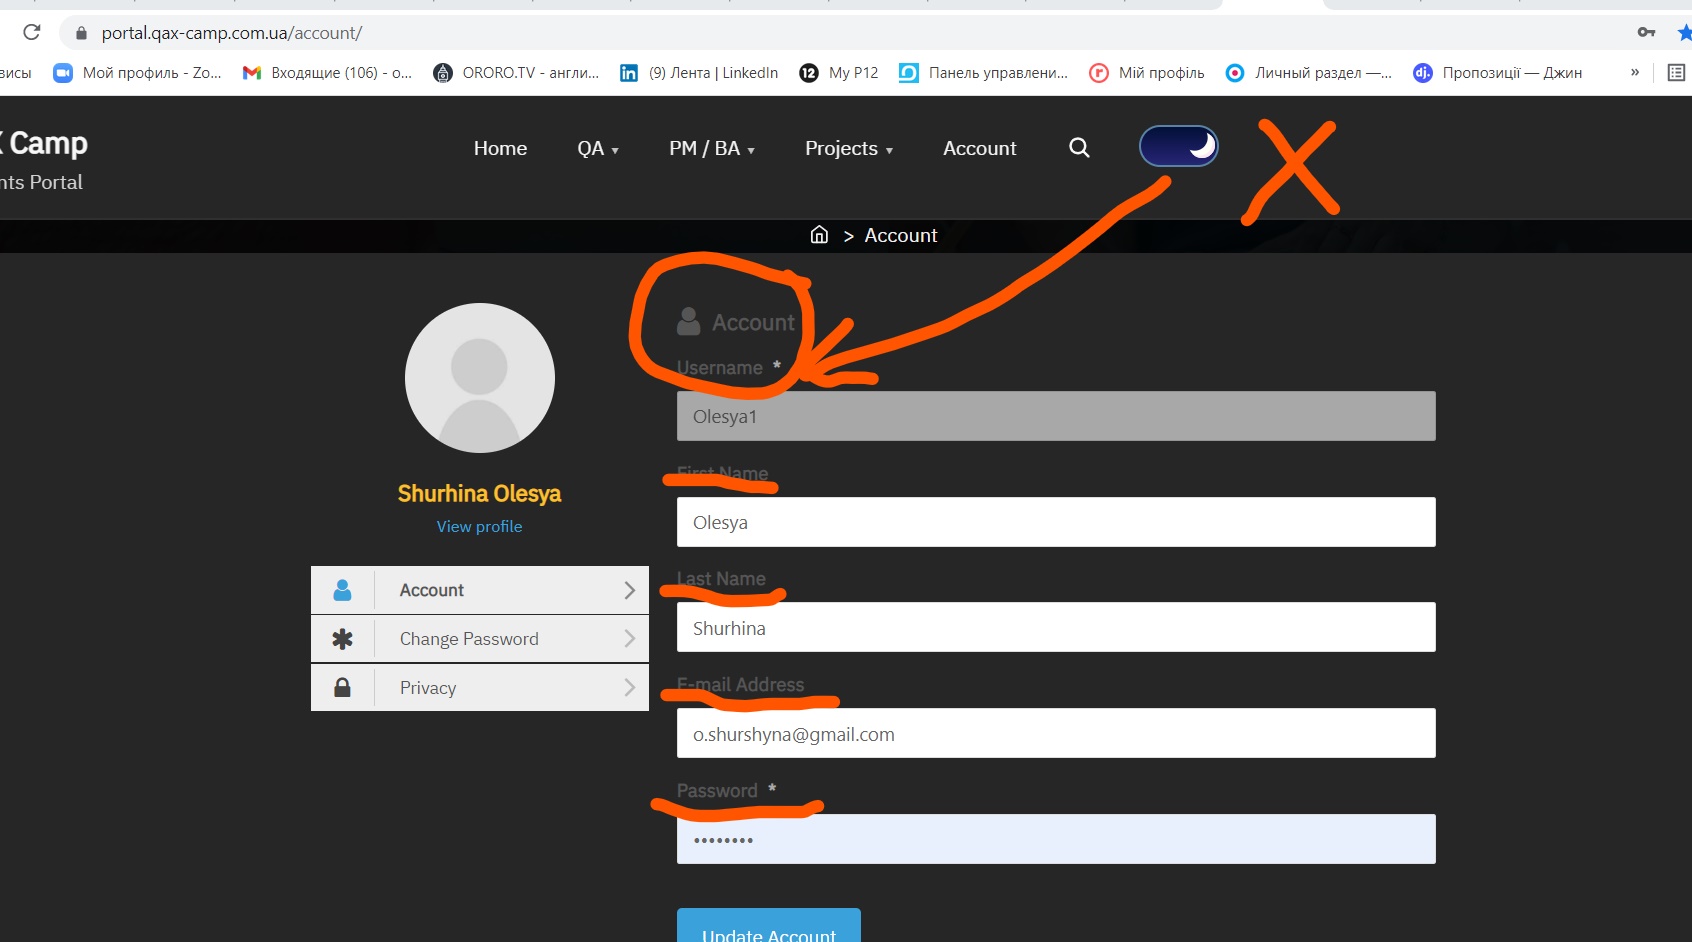 portal.qax-camp.com.ua/account/
висы Мой профиль - Zo... Входящие (106) - o... ORORO.TV - англи... (9) Лента | LinkedIn My P12 Панель управлени... Мій профіль Личный раздел —... Пропозиції — Джин »
Camp
nts Portal
Home QA ▾ PM / BA ▾ Projects ▾ Account
> Account
Account
Username *
Olesya1
First Name
Olesya
Last Name
Shurhina
E-mail Address
o.shurshyna@gmail.com
Password *
••••••••
Update Account
Shurhina Olesya
View profile
Account
Change Password
Privacy